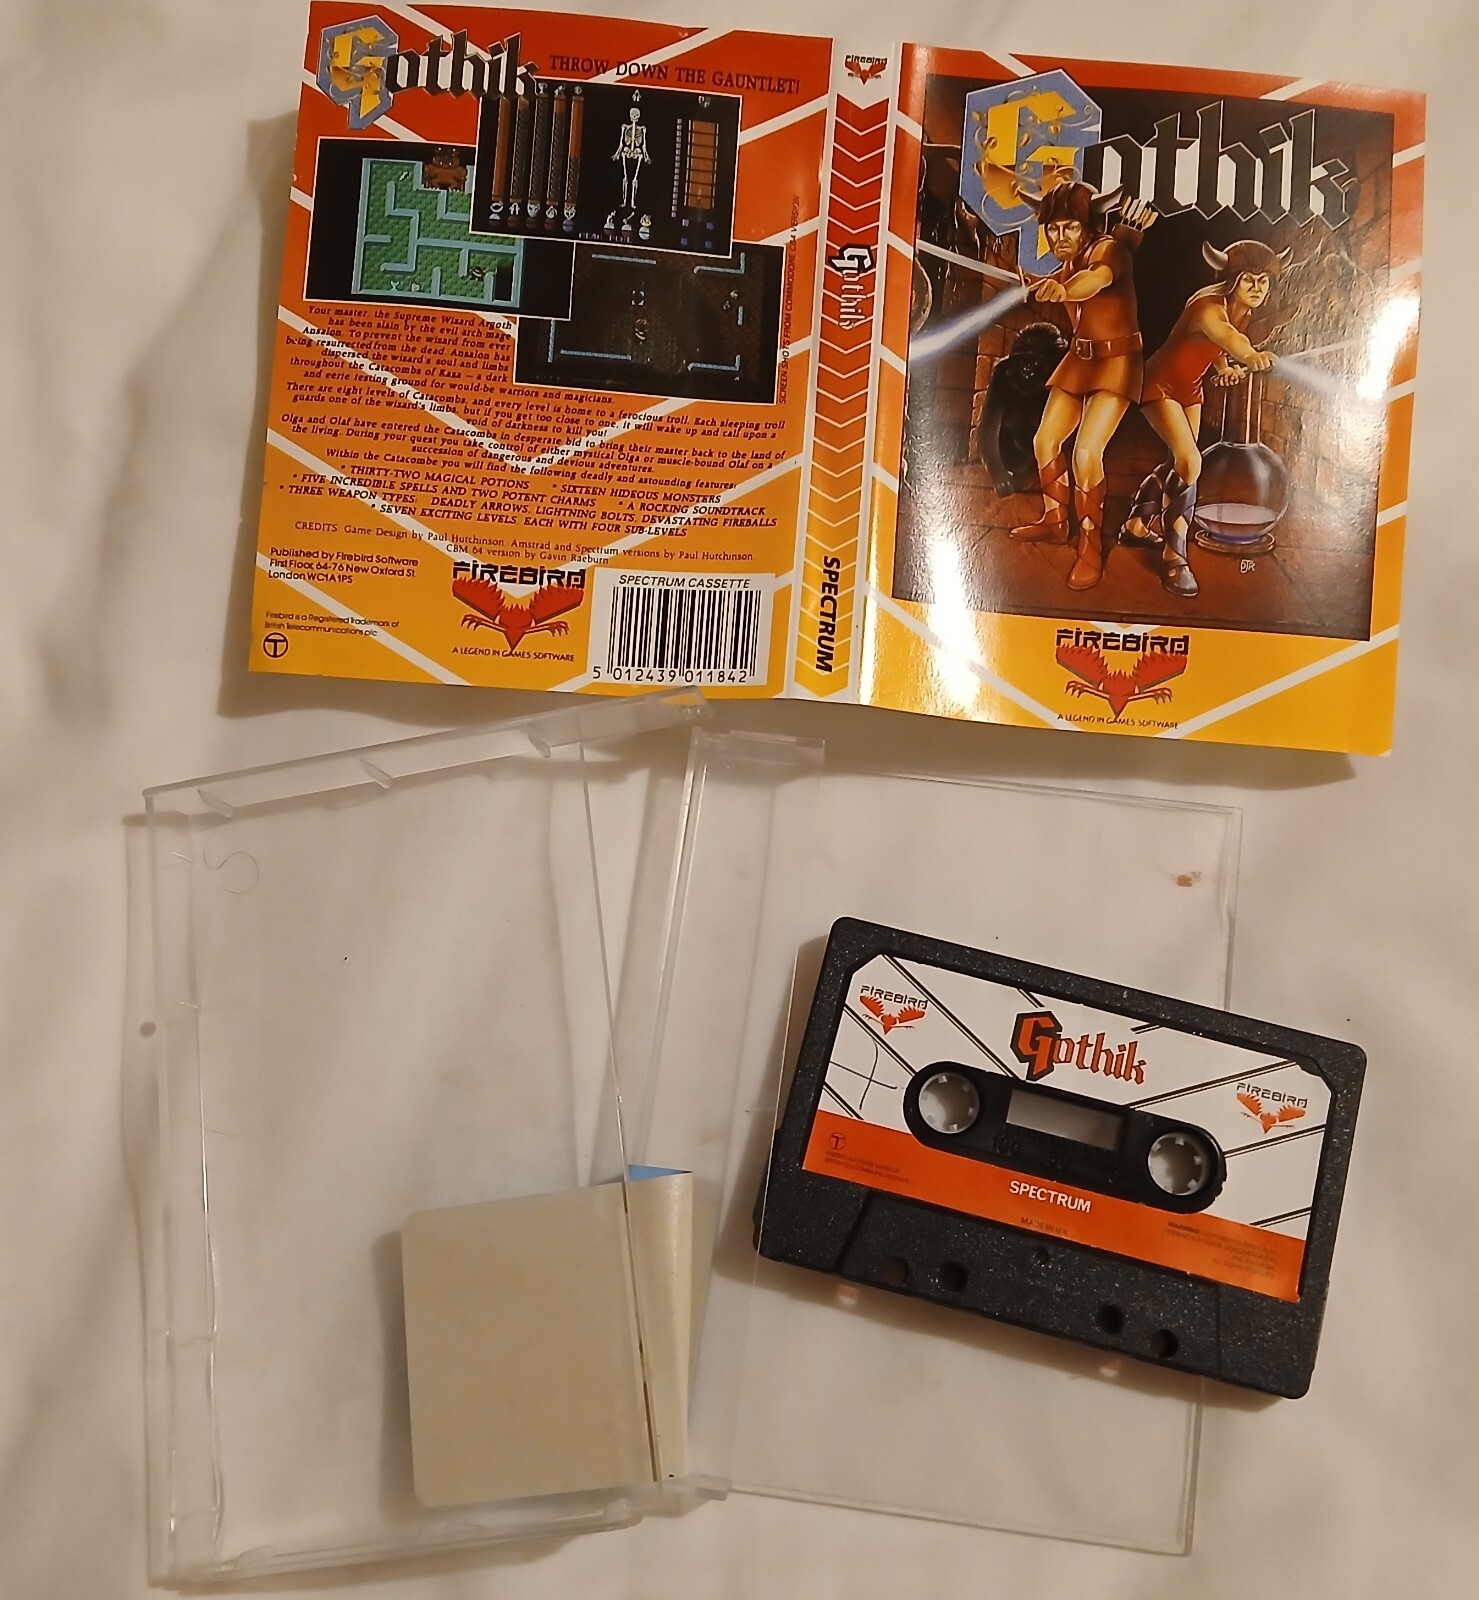 Gothik
THROW DOWN THE GAUNTLET!
SCREEN SHOTS FROM COMMODORE C64 VERSION
Your master, the Supreme Wizard Argoth
has been slain by the evil arch-mage
Ansalon. To prevent the wizard from ever
being resurrected from the dead. Ansalon has
dispersed the wizard's soul and limbs
throughout the Catacombs of Kaza — a dark
and eerie testing ground for would-be warriors and magicians.
There are eight levels of Catacombs, and every level is home to a ferocious troll. Each sleeping troll
guards one of the wizard's limbs, but if you get too close to one, it will wake up and call upon a
void of darkness to kill you.
Olga and Olaf have entered the Catacombs in desperate bid to bring their master back to the land of
the living. During your quest you take control of either mystical Olga or muscle-bound Olaf on a
succession of dangerous and devious adventures.
Within the Catacombs you will find the following deadly and astounding features:
• THIRTY-TWO MAGICAL POTIONS • SIXTEEN HIDEOUS MONSTERS
• FIVE INCREDIBLE SPELLS AND TWO POTENT CHARMS • A ROCKING SOUNDTRACK
• THREE WEAPON TYPES: DEADLY ARROWS, LIGHTNING BOLTS, DEVASTATING FIREBALLS
• SEVEN EXCITING LEVELS, EACH WITH FOUR SUB-LEVELS
CREDITS: Game Design by Paul Hutchinson. Amstrad and Spectrum versions by Paul Hutchinson
CBM 64 version by Gavin Raeburn
Published by Firebird Software
First Floor, 64-76 New Oxford St.
London WC1A 1PS
Firebird is a Registered Trademark of
British Telecommunications plc
T
FIREBIRD
A LEGEND IN GAMES SOFTWARE
SPECTRUM CASSETTE
5 012439 011842
FIREBIRD
Gothik
SPECTRUM
Gothik
DJR
FIREBIRD
A LEGEND IN GAMES SOFTWARE
FIREBIRD
Gothik
FIREBIRD
T
SPECTRUM
MADE IN U.K.
WARNING: